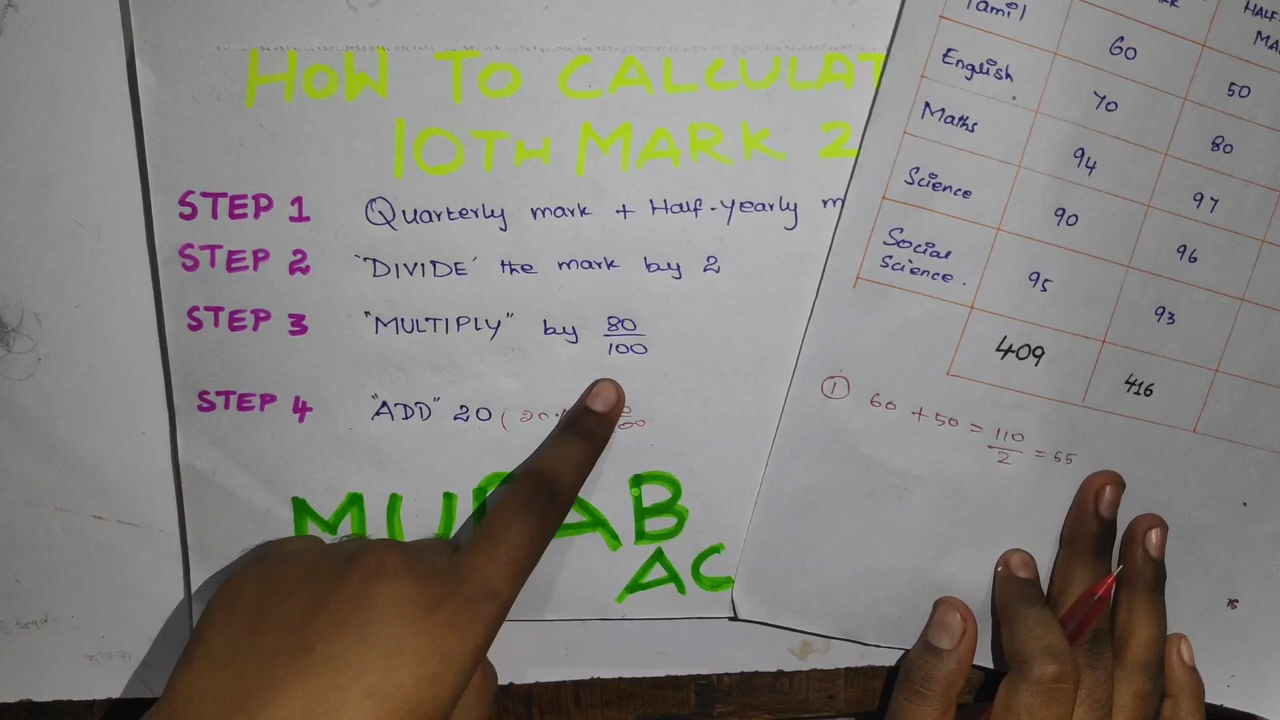 HOW TO CALCULAT
10TH MARK 2
STEP 1 Quarterly mark + Half-yearly m
STEP 2 'DIVIDE' the mark by 2
STEP 3 "MULTIPLY" by 80/100
STEP 4 "ADD" 20 (20
AC
Tamil 60 50
English 70 80
Maths 94 97
Science 90 96
Social Science. 95 93
409 416
① 60 + 50 = 110/2 = 55